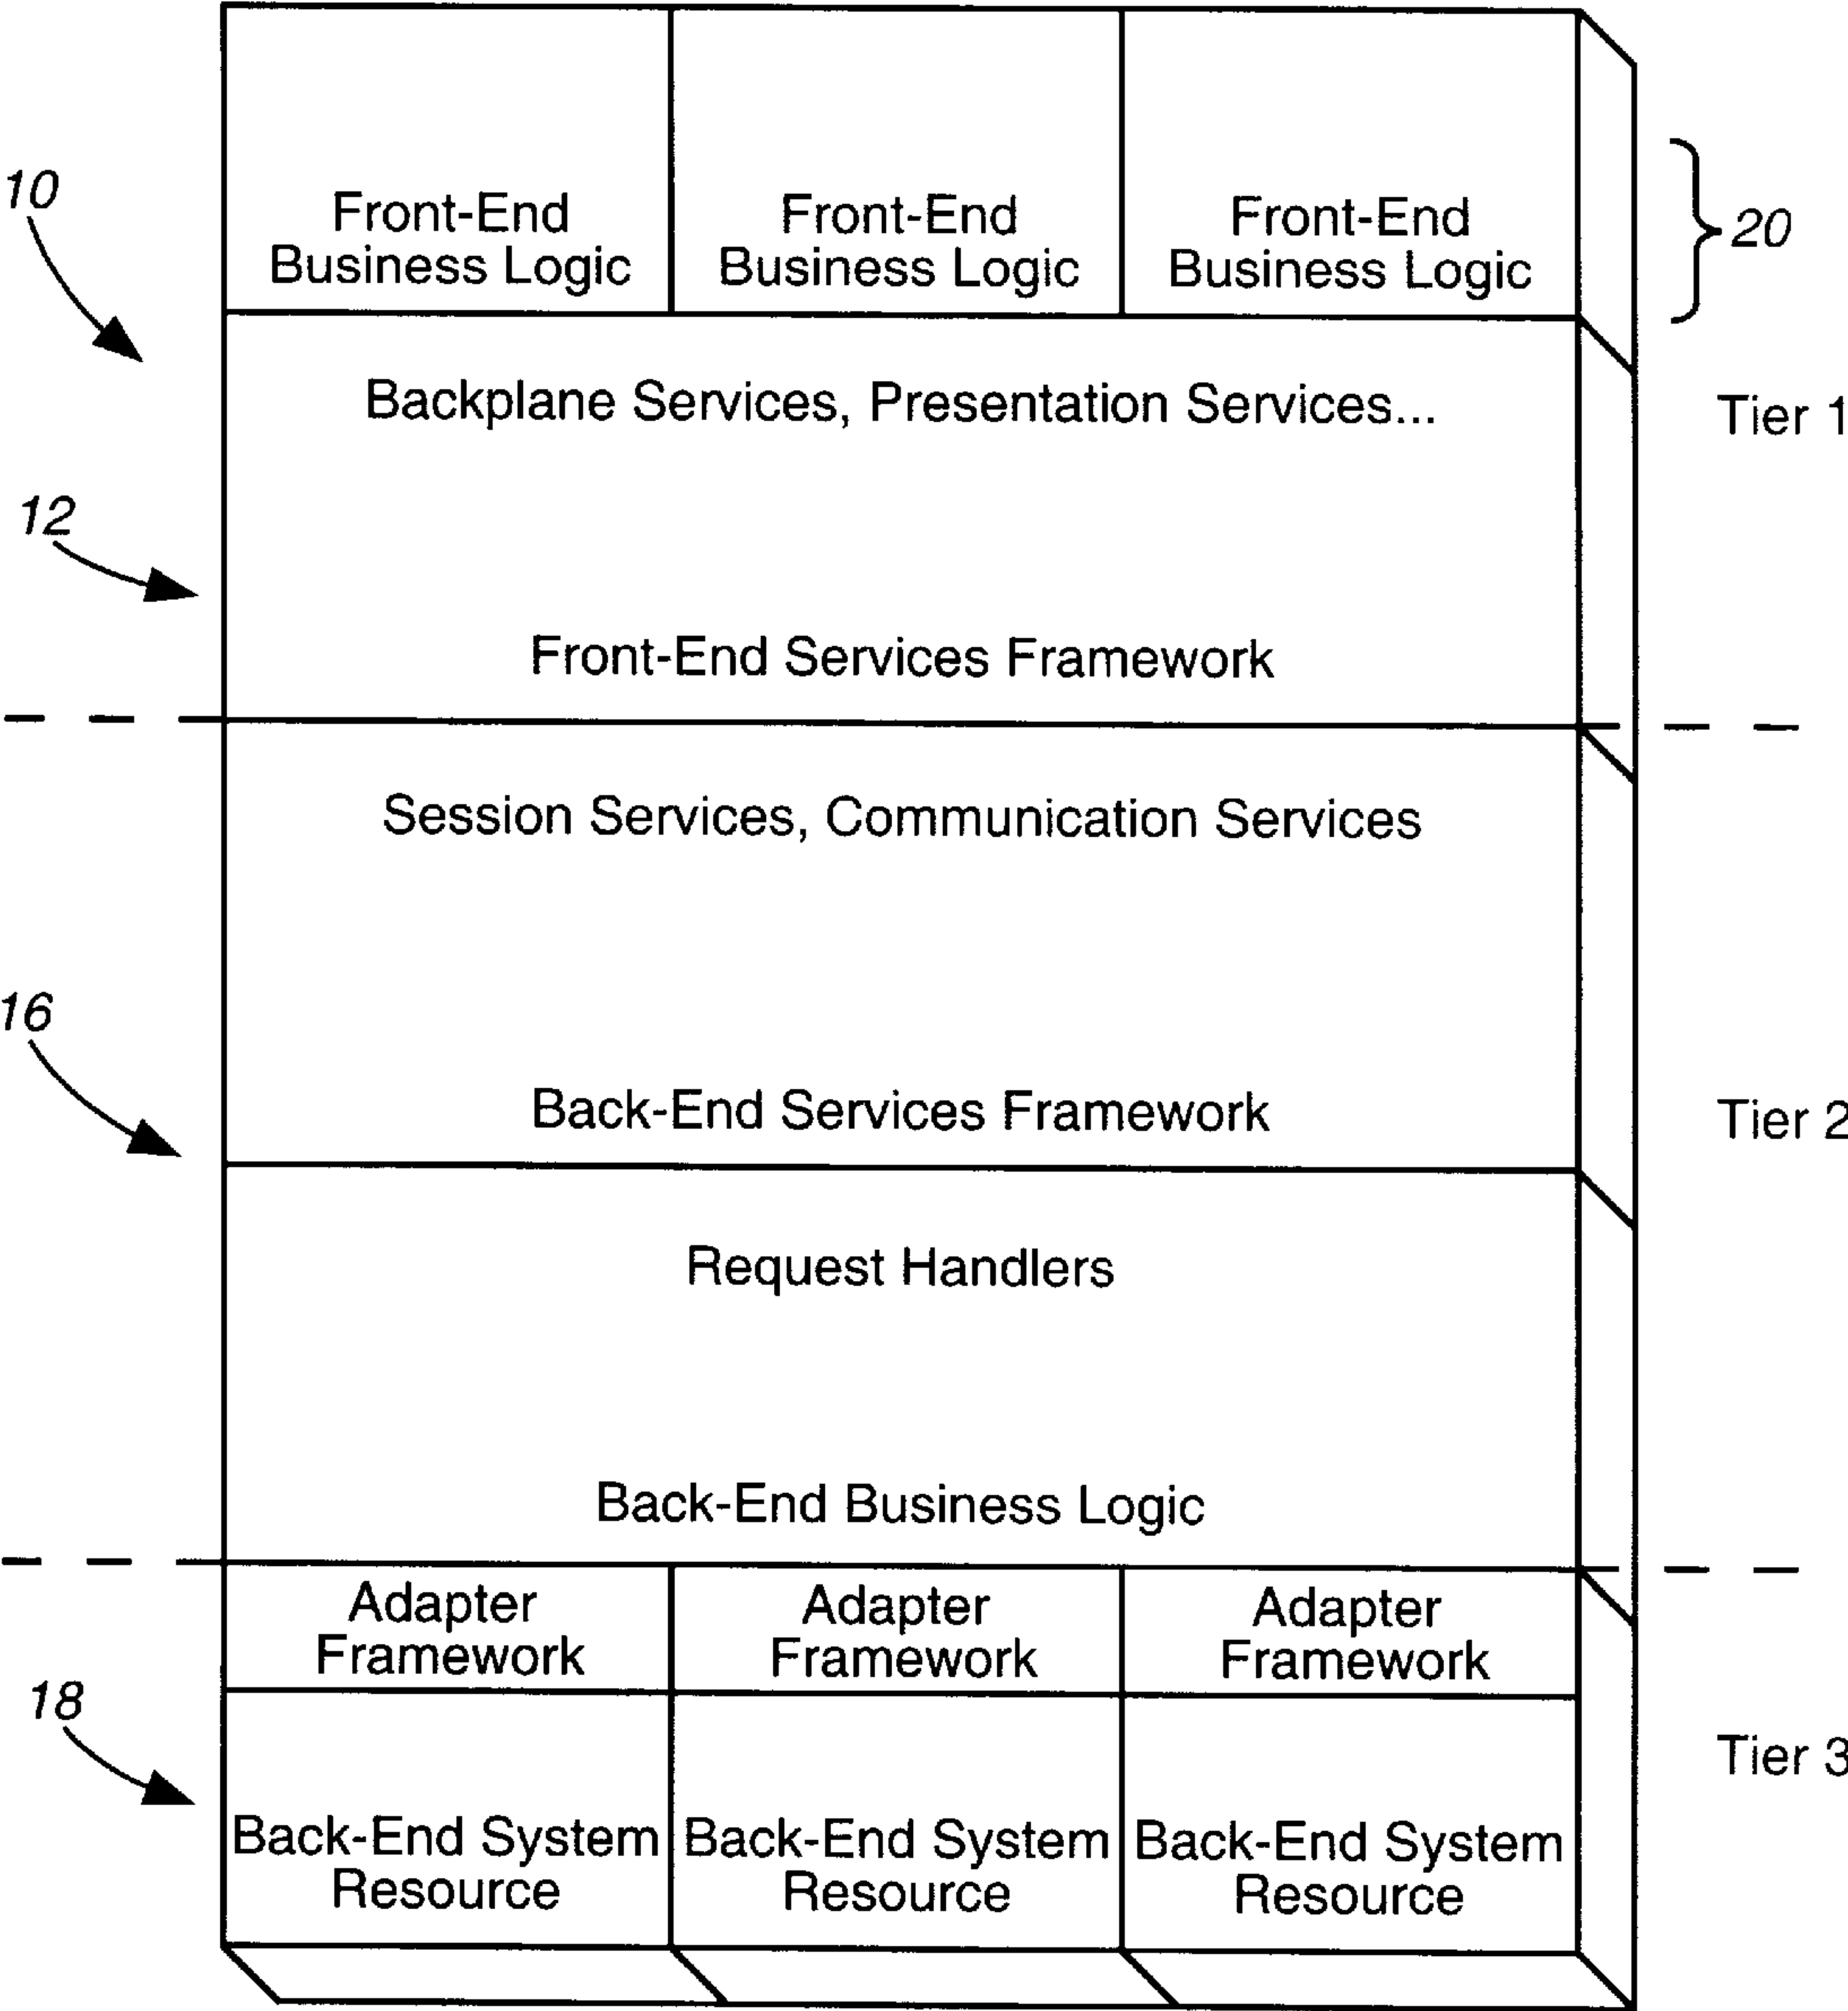 10
12
16
18
20
Front-End
Business Logic
Front-End
Business Logic
Front-End
Business Logic
Backplane Services, Presentation Services...
Front-End Services Framework
Tier 1
Session Services, Communication Services
Back-End Services Framework
Tier 2
Request Handlers
Back-End Business Logic
Adapter
Framework
Adapter
Framework
Adapter
Framework
Back-End System
Resource
Back-End System
Resource
Back-End System
Resource
Tier 3